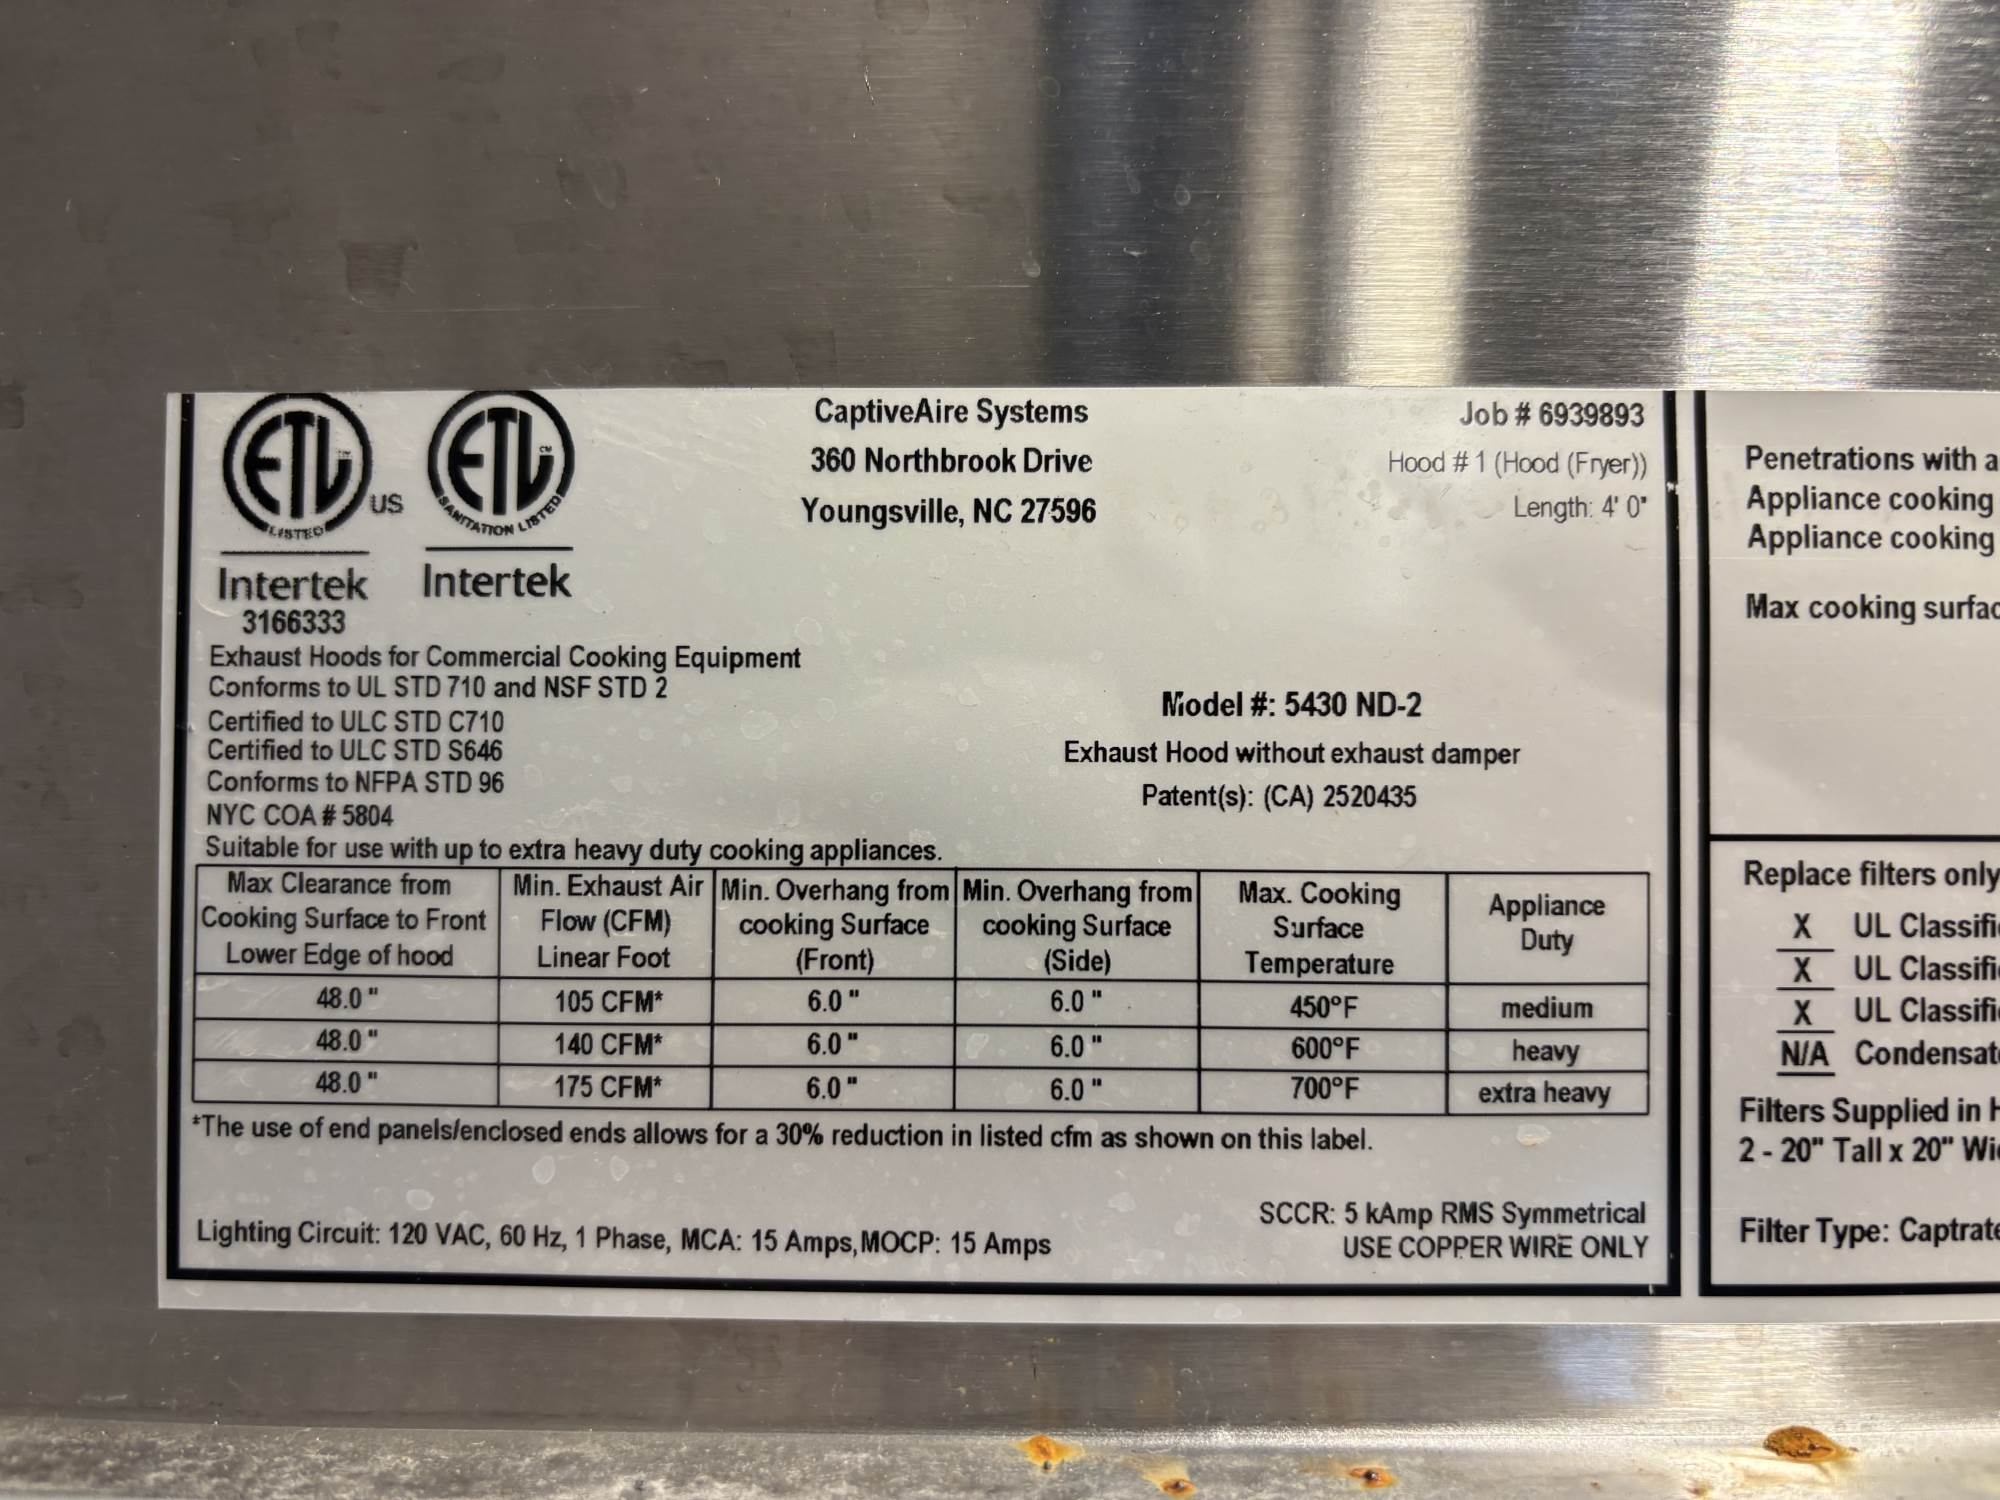 ETL
US
LISTED
Intertek
3166333
ETL
SANITATION LISTED
Intertek
CaptiveAire Systems
360 Northbrook Drive
Youngsville, NC 27596
Job # 6939893
Hood # 1 (Hood (Fryer))
Length: 4' 0"
Exhaust Hoods for Commercial Cooking Equipment
Conforms to UL STD 710 and NSF STD 2
Certified to ULC STD C710
Certified to ULC STD S646
Conforms to NFPA STD 96
NYC COA # 5804
Suitable for use with up to extra heavy duty cooking appliances.
Model #: 5430 ND-2
Exhaust Hood without exhaust damper
Patent(s): (CA) 2520435
Max Clearance from Cooking Surface to Front Lower Edge of hood | Min. Exhaust Air Flow (CFM) Linear Foot | Min. Overhang from cooking Surface (Front) | Min. Overhang from cooking Surface (Side) | Max. Cooking Surface Temperature | Appliance Duty
48.0 " | 105 CFM* | 6.0 " | 6.0 " | 450°F | medium
48.0 " | 140 CFM* | 6.0 " | 6.0 " | 600°F | heavy
48.0 " | 175 CFM* | 6.0 " | 6.0 " | 700°F | extra heavy
*The use of end panels/enclosed ends allows for a 30% reduction in listed cfm as shown on this label.
Lighting Circuit: 120 VAC, 60 Hz, 1 Phase, MCA: 15 Amps, MOCP: 15 Amps
SCCR: 5 kAmp RMS Symmetrical
USE COPPER WIRE ONLY
Penetrations with a
Appliance cooking
Appliance cooking
Max cooking surfac
Replace filters only
X UL Classifi
X UL Classifi
X UL Classifi
N/A Condensat
Filters Supplied in H
2 - 20" Tall x 20" Wi
Filter Type: Captrate